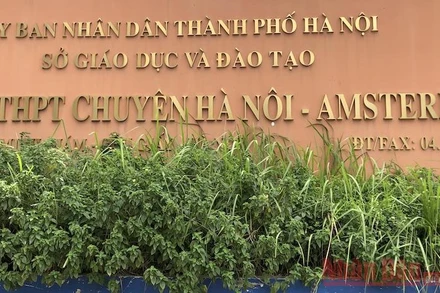 Y BAN NHÂN DÂN THÀNH PHỐ HÀ NỘI
SỞ GIÁO DỤC VÀ ĐÀO TẠO
THPT CHUYÊN HÀ NỘI - AMSTER
ĐT/FAX: 04.